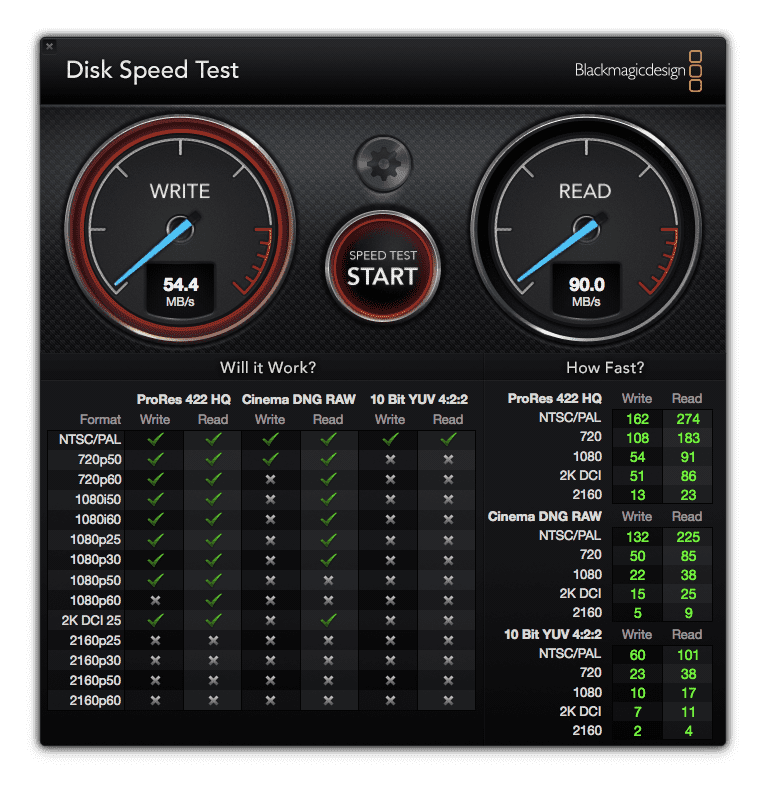 Disk Speed Test
Blackmagicdesign
WRITE
54.4
MB/s
SPEED TEST
START
READ
90.0
MB/s
Will it Work?
ProRes 422 HQ Cinema DNG RAW 10 Bit YUV 4:2:2
Format Write Read Write Read Write Read
NTSC/PAL
720p50
720p60
1080i50
1080i60
1080p25
1080p30
1080p50
1080p60
2K DCI 25
2160p25
2160p30
2160p50
2160p60
How Fast?
ProRes 422 HQ Write Read
NTSC/PAL 162 274
720 108 183
1080 54 91
2K DCI 51 86
2160 13 23
Cinema DNG RAW Write Read
NTSC/PAL 132 225
720 50 85
1080 22 38
2K DCI 15 25
2160 5 9
10 Bit YUV 4:2:2 Write Read
NTSC/PAL 60 101
720 23 38
1080 10 17
2K DCI 7 11
2160 2 4